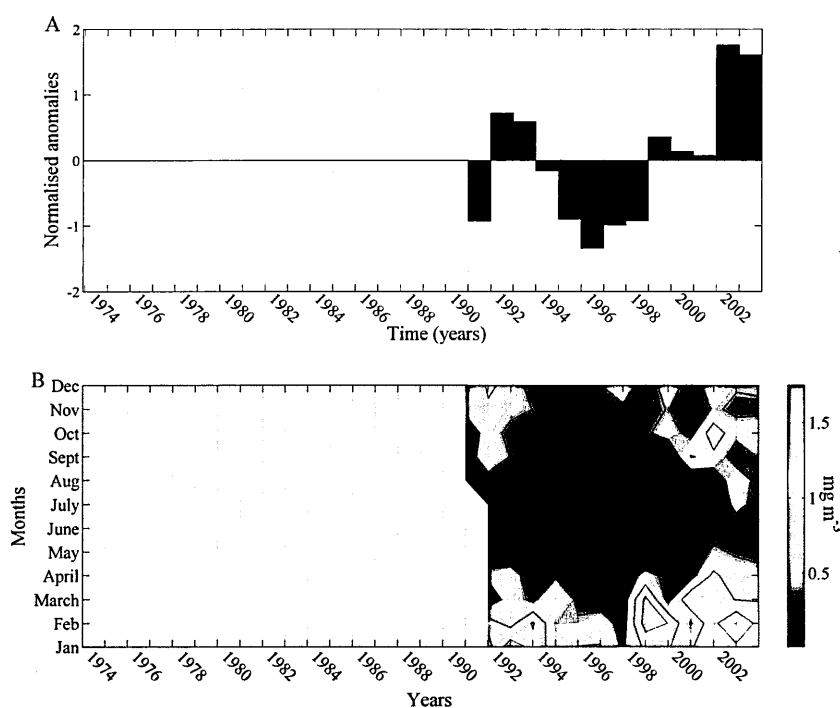 A
Normalised anomalies
2
1
0
-1
-2
1974 1976 1978 1980 1982 1984 1986 1988 1990 1992 1994 1996 1998 2000 2002
Time (years)
B
Months
Dec
Nov
Oct
Sept
Aug
July
June
May
April
March
Feb
Jan
1974 1976 1978 1980 1982 1984 1986 1988 1990 1992 1994 1996 1998 2000 2002
Years
1.5
1
0.5
mg m⁻³